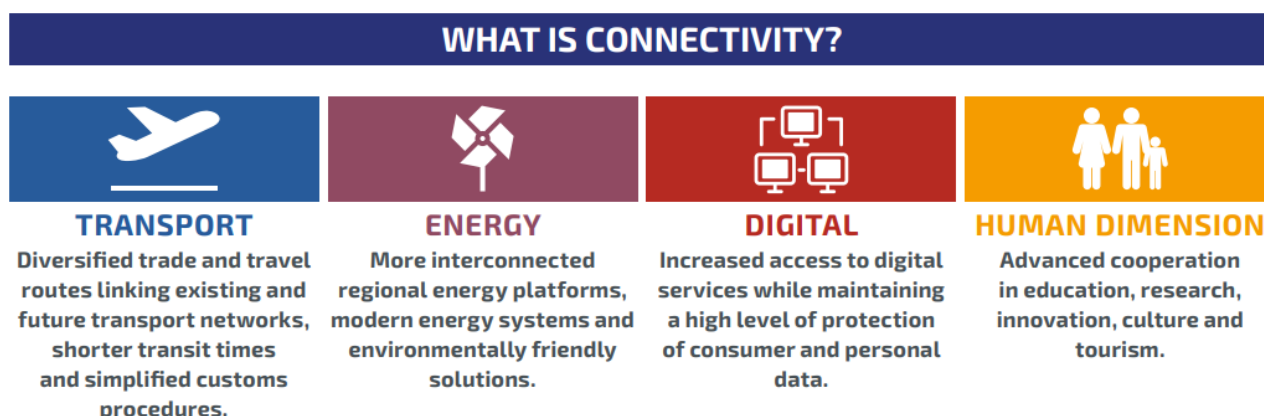 WHAT IS CONNECTIVITY?
TRANSPORT
Diversified trade and travel
routes linking existing and
future transport networks,
shorter transit times
and simplified customs
procedures.
ENERGY
More interconnected
regional energy platforms,
modern energy systems and
environmentally friendly
solutions.
DIGITAL
Increased access to digital
services while maintaining
a high level of protection
of consumer and personal
data.
HUMAN DIMENSION
Advanced cooperation
in education, research,
innovation, culture and
tourism.